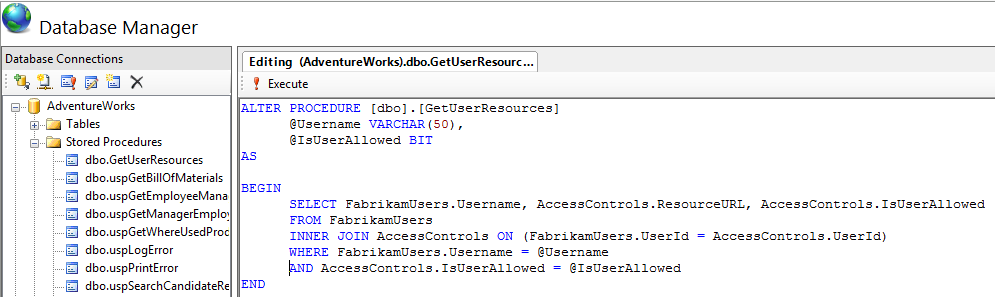 Database Manager
Database Connections
AdventureWorks
Tables
Stored Procedures
dbo.GetUserResources
dbo.uspGetBillOfMaterials
dbo.uspGetEmployeeMana
dbo.uspGetManagerEmploy
dbo.uspGetWhereUsedProc
dbo.uspLogError
dbo.uspPrintError
dbo.uspSearchCandidateRe
Editing (AdventureWorks).dbo.GetUserResourc...
Execute
ALTER PROCEDURE [dbo].[GetUserResources]
@Username VARCHAR(50),
@IsUserAllowed BIT
AS
BEGIN
SELECT FabrikamUsers.Username, AccessControls.ResourceURL, AccessControls.IsUserAllowed
FROM FabrikamUsers
INNER JOIN AccessControls ON (FabrikamUsers.UserId = AccessControls.UserId)
WHERE FabrikamUsers.Username = @Username
AND AccessControls.IsUserAllowed = @IsUserAllowed
END